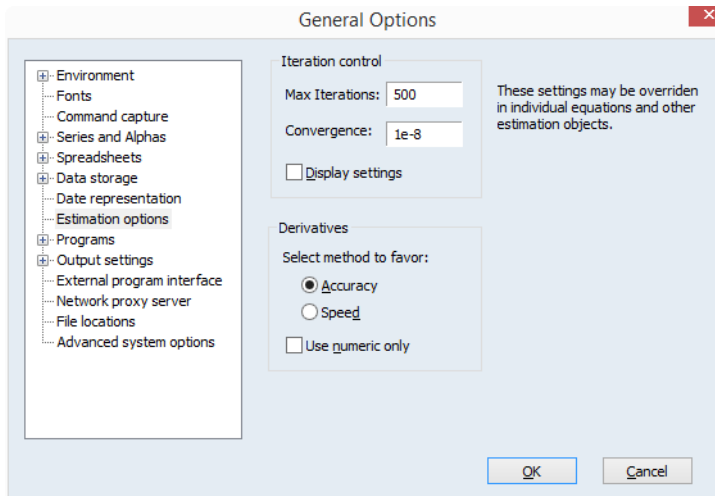 General Options
Environment
Fonts
Command capture
Series and Alphas
Spreadsheets
Data storage
Date representation
Estimation options
Programs
Output settings
External program interface
Network proxy server
File locations
Advanced system options
Iteration control
Max Iterations: 500
Convergence: 1e-8
Display settings
Derivatives
Select method to favor:
Accuracy
Speed
Use numeric only
These settings may be overriden
in individual equations and other
estimation objects.
OK
Cancel